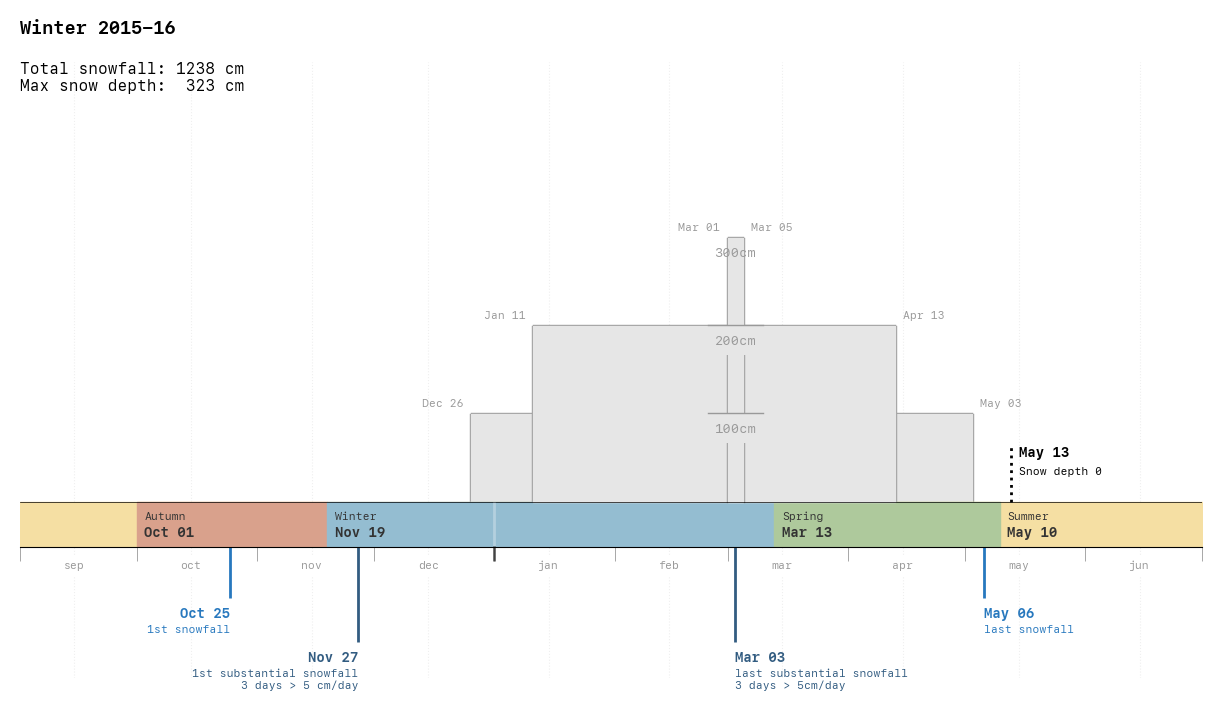 Winter 2015–16
Total snowfall: 1238 cm
Max snow depth:  323 cm
Mar 01
Mar 05
300cm
Jan 11
Apr 13
200cm
Dec 26
May 03
100cm
May 13
Snow depth 0
Autumn
Oct 01
Winter
Nov 19
Spring
Mar 13
Summer
May 10
sep
oct
nov
dec
jan
feb
mar
apr
may
jun
Oct 25
1st snowfall
May 06
last snowfall
Nov 27
1st substantial snowfall
3 days > 5 cm/day
Mar 03
last substantial snowfall
3 days > 5cm/day